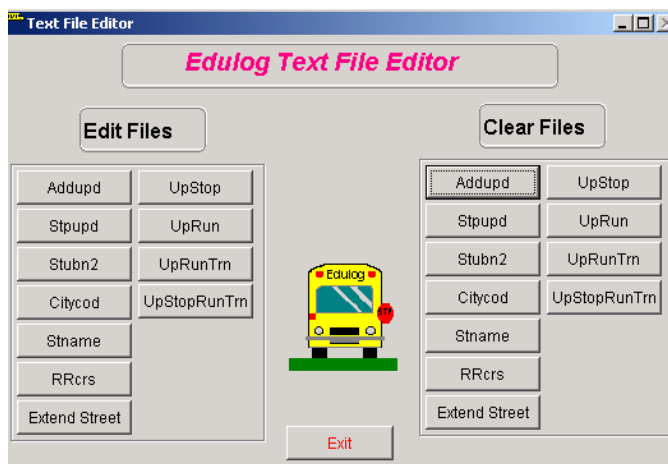 Text File Editor
Edulog Text File Editor
Edit Files
Clear Files
Addupd UpStop
Stpupd UpRun
Stubn2 UpRunTrn
Citycod UpStopRunTrn
Stname
RRcrs
Extend Street
Addupd UpStop
Stpupd UpRun
Stubn2 UpRunTrn
Citycod UpStopRunTrn
Stname
RRcrs
Extend Street
Edulog
Exit